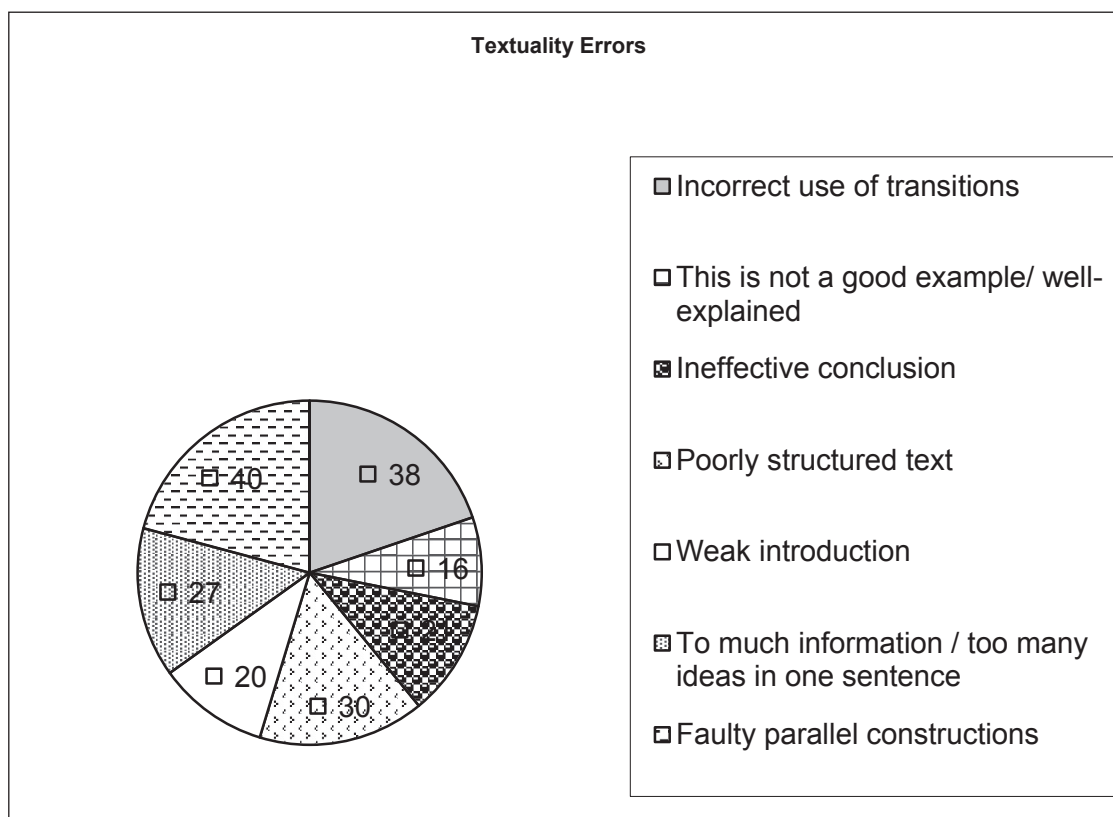 Textuality Errors
Incorrect use of transitions
This is not a good example/ well-
explained
Ineffective conclusion
Poorly structured text
Weak introduction
To much information / too many
ideas in one sentence
Faulty parallel constructions
38
16
30
20
27
40